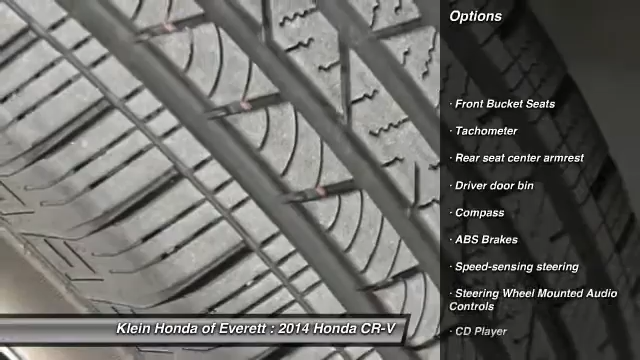 Options
· Front Bucket Seats
· Tachometer
· Rear seat center armrest
· Driver door bin
· Compass
· ABS Brakes
· Speed-sensing steering
· Steering Wheel Mounted Audio
Controls
· CD Player
Klein Honda of Everett : 2014 Honda CR-V